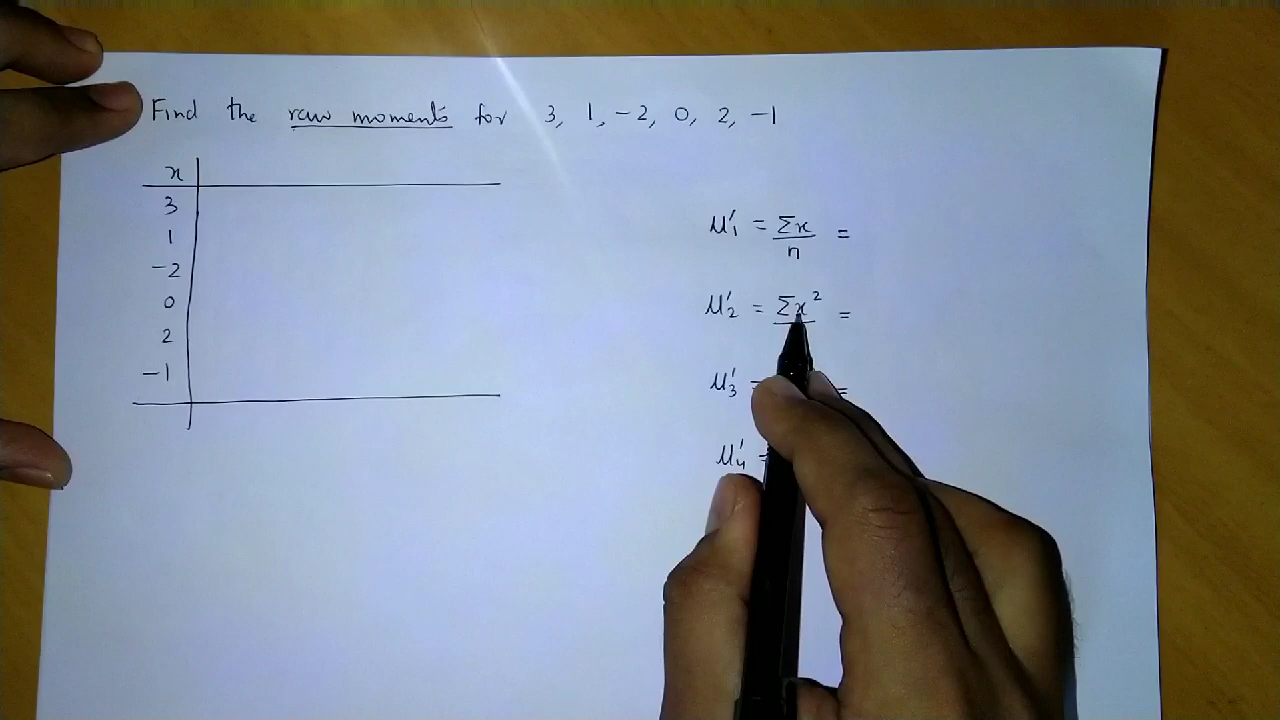 Find the raw moments for 3, 1, -2, 0, 2, -1
x
3
1
-2
0
2
-1
μ'₁ = Σx/n =
μ'₂ = Σx² =
μ'₃ = =
μ'₄ =